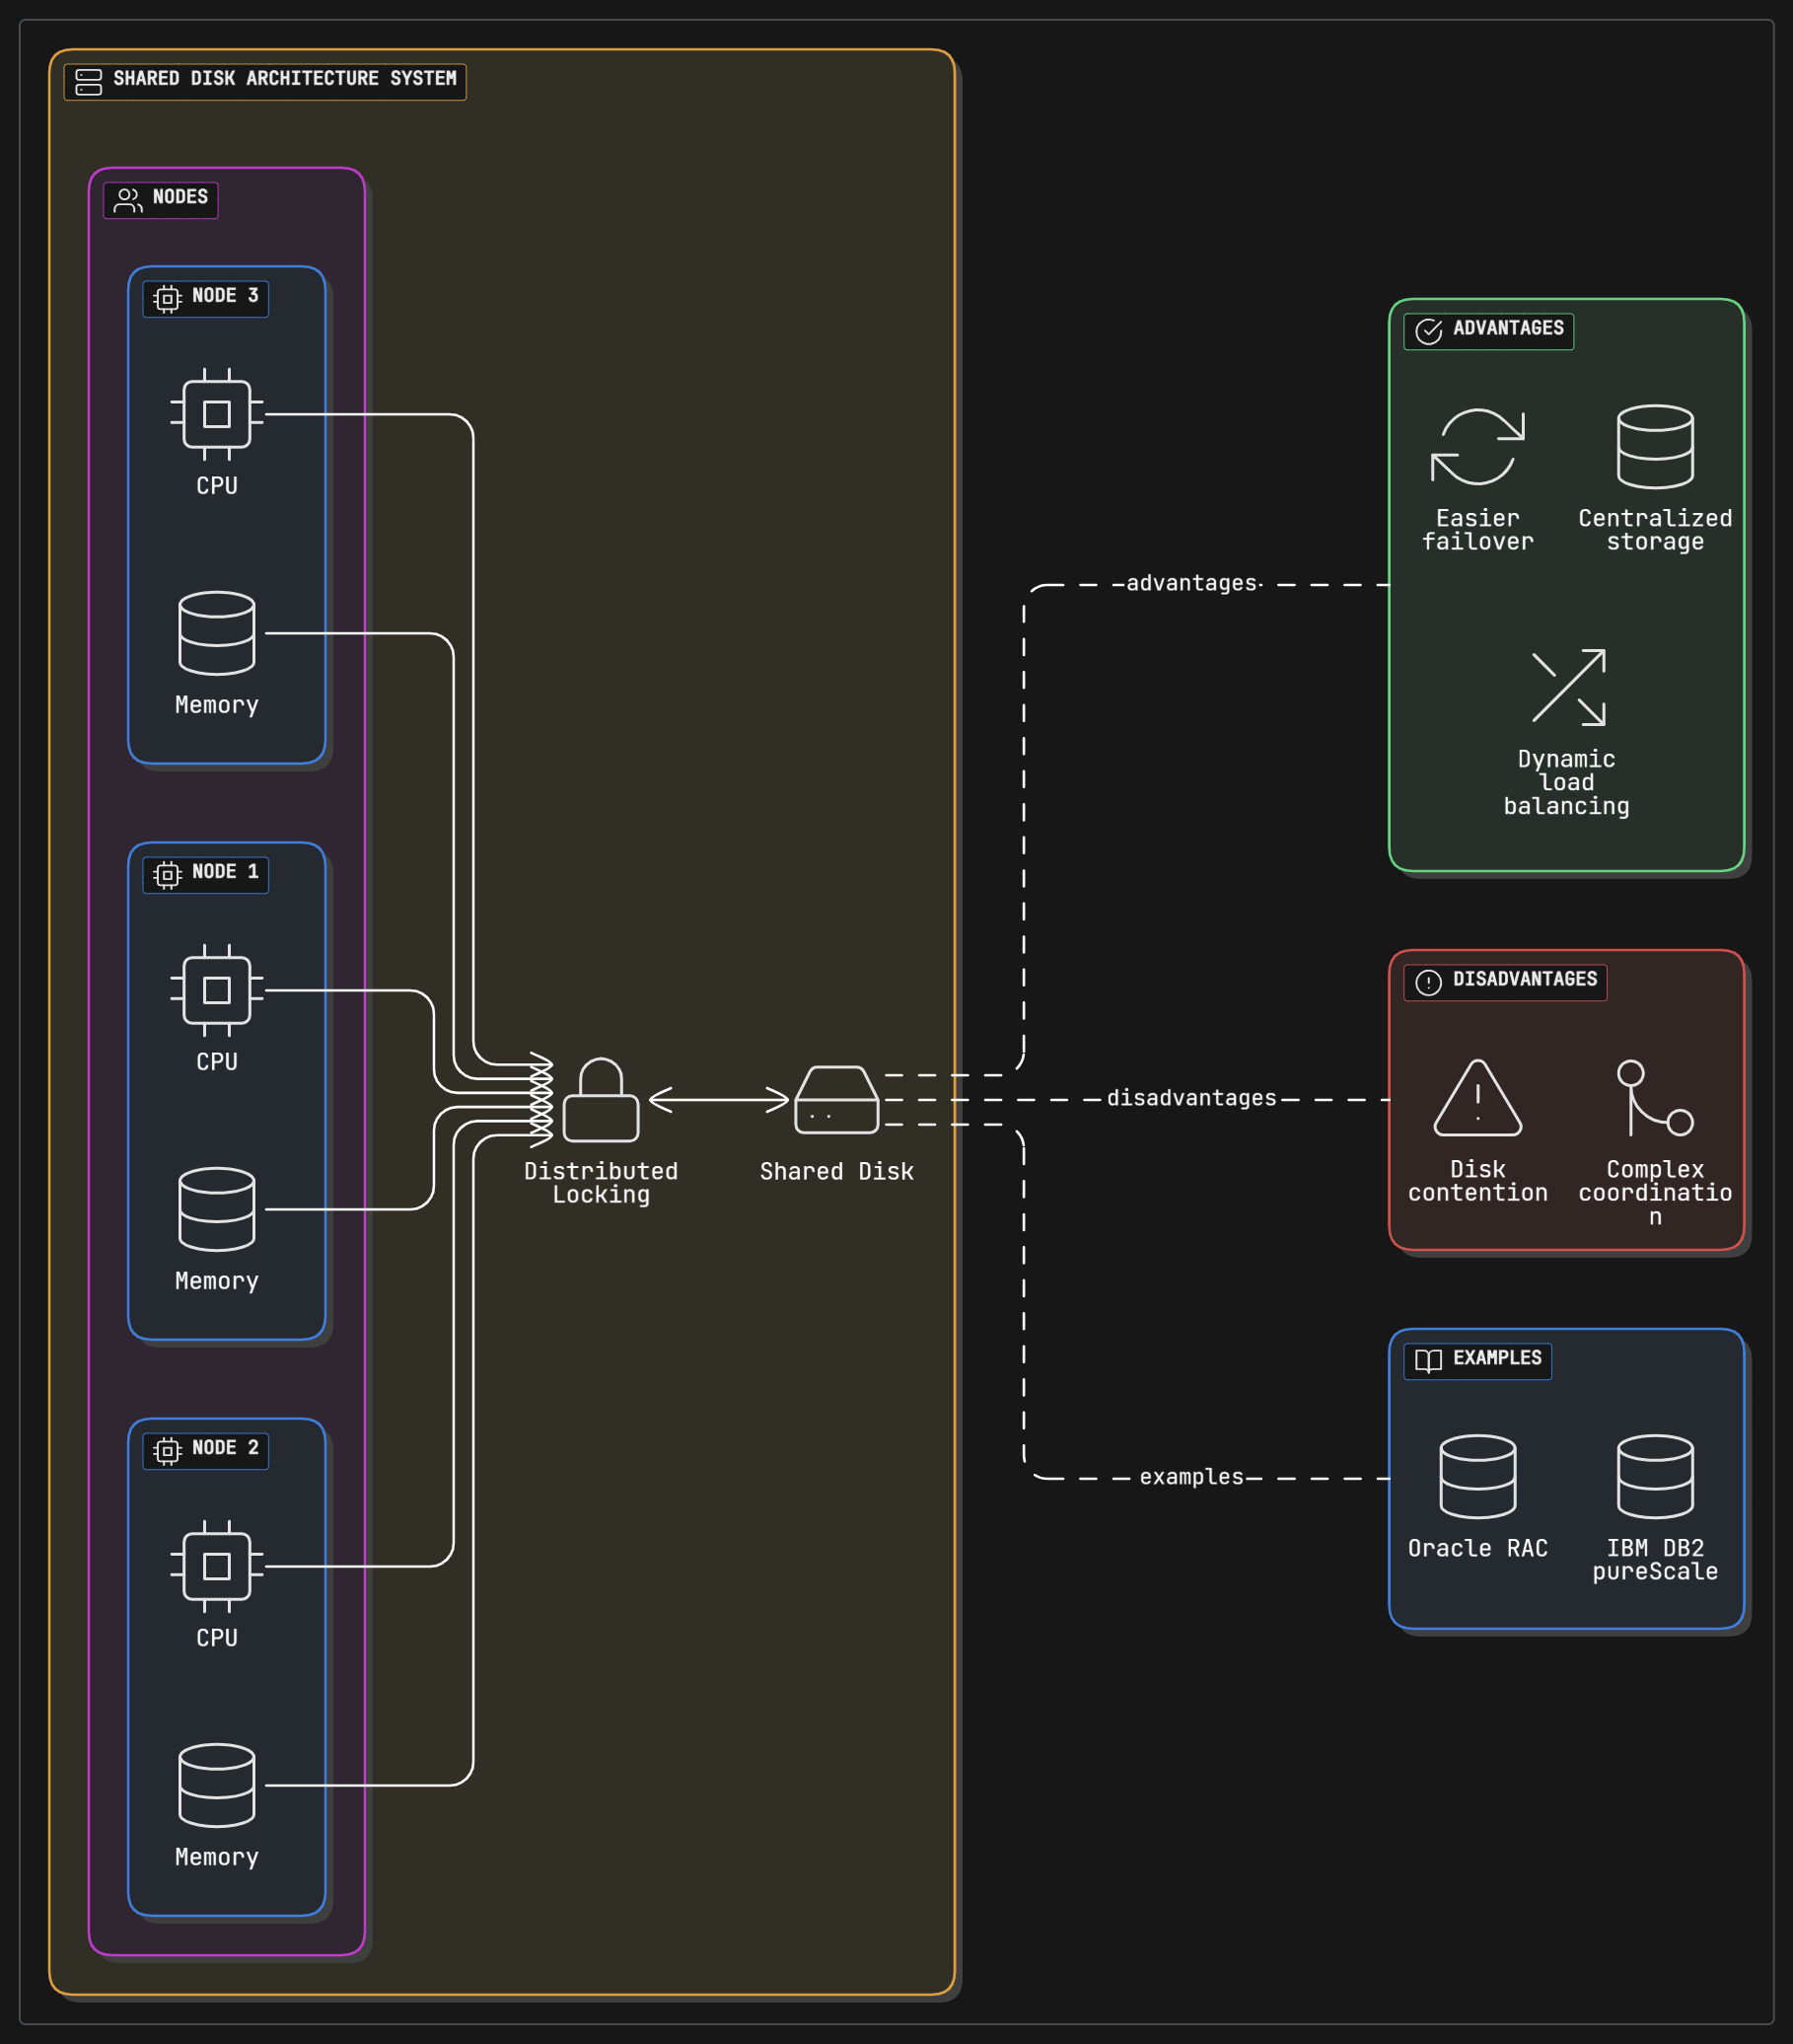 SHARED DISK ARCHITECTURE SYSTEM
NODES
NODE 3
CPU
Memory
NODE 1
CPU
Memory
NODE 2
CPU
Memory
Distributed
Locking
Shared Disk
advantages
disadvantages
examples
ADVANTAGES
Easier
failover
Centralized
storage
Dynamic
load
balancing
DISADVANTAGES
Disk
contention
Complex
coordinatio
n
EXAMPLES
Oracle RAC
IBM DB2
pureScale